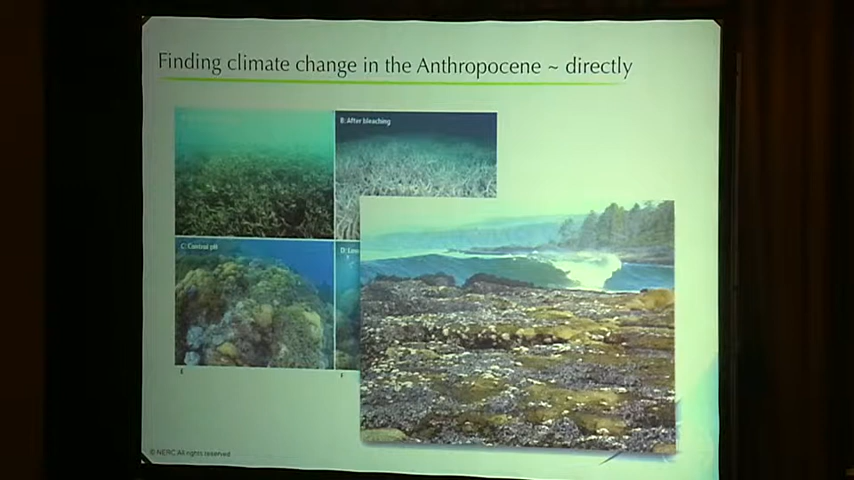 Finding climate change in the Anthropocene ~ directly
B: After bleaching
C: Control pH
E
F
© NERC All rights reserved